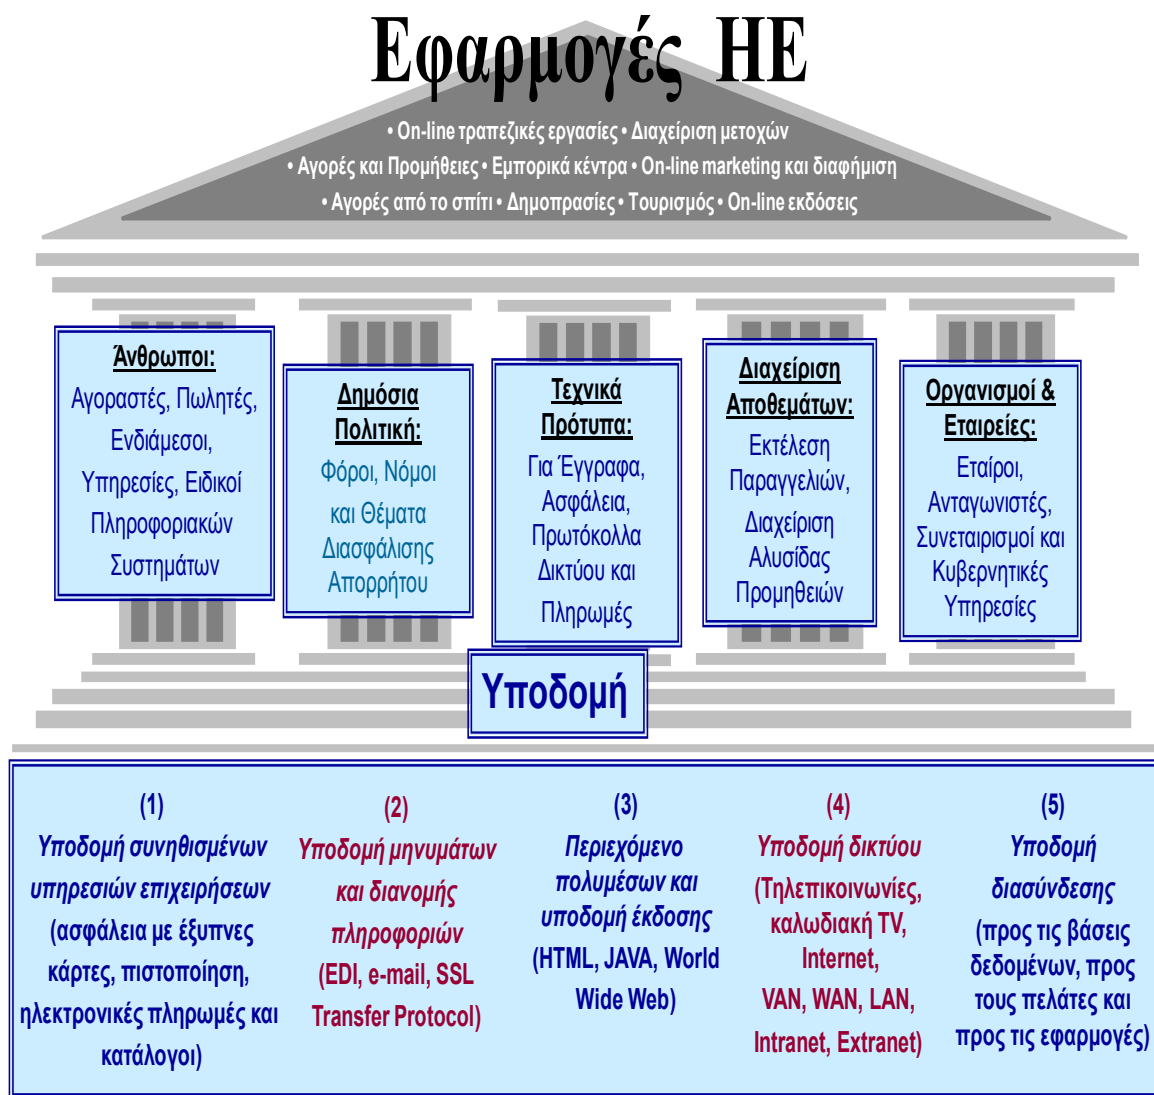 Εφαρμογές ΗΕ
• On-line τραπεζικές εργασίες • Διαχείριση μετοχών
• Αγορές και Προμήθειες • Εμπορικά κέντρα • On-line marketing και διαφήμιση
• Αγορές από το σπίτι • Δημοπρασίες • Τουρισμός • On-line εκδόσεις
Άνθρωποι:
Αγοραστές, Πωλητές,
Ενδιάμεσοι,
Υπηρεσίες, Ειδικοί
Πληροφοριακών
Συστημάτων
Δημόσια
Πολιτική:
Φόροι, Νόμοι
και Θέματα
Διασφάλισης
Απορρήτου
Τεχνικά
Πρότυπα:
Για Έγγραφα,
Ασφάλεια,
Πρωτόκολλα
Δικτύου και
Πληρωμές
Διαχείριση
Αποθεμάτων:
Εκτέλεση
Παραγγελιών,
Διαχείριση
Αλυσίδας
Προμηθειών
Οργανισμοί &
Εταιρείες:
Εταίροι,
Ανταγωνιστές,
Συνεταιρισμοί και
Κυβερνητικές
Υπηρεσίες
Υποδομή
(1)
Υποδομή συνηθισμένων
υπηρεσιών επιχειρήσεων
(ασφάλεια με έξυπνες
κάρτες, πιστοποίηση,
ηλεκτρονικές πληρωμές και
κατάλογοι)
(2)
Υποδομή μηνυμάτων
και διανομής
πληροφοριών
(EDI, e-mail, SSL
Transfer Protocol)
(3)
Περιεχόμενο
πολυμέσων και
υποδομή έκδοσης
(HTML, JAVA, World
Wide Web)
(4)
Υποδομή δικτύου
(Τηλεπικοινωνίες,
καλωδιακή TV,
Internet,
VAN, WAN, LAN,
Intranet, Extranet)
(5)
Υποδομή
διασύνδεσης
(προς τις βάσεις
δεδομένων, προς
τους πελάτες και
προς τις εφαρμογές)